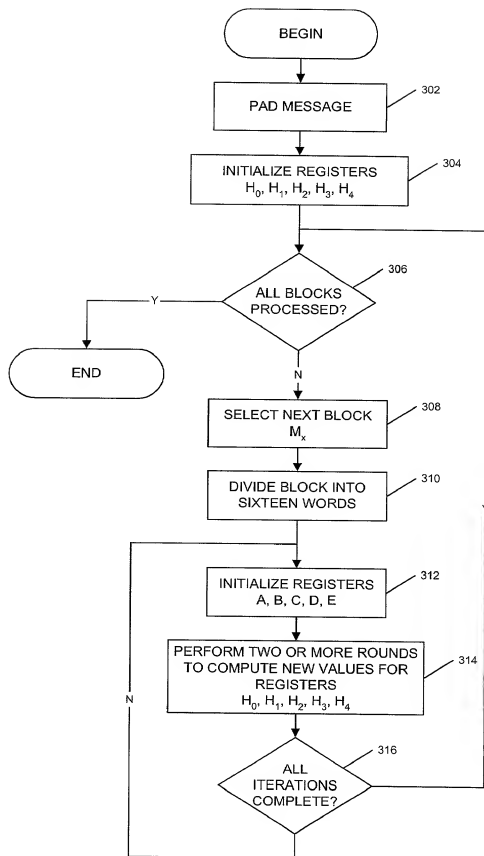 BEGIN
PAD MESSAGE
302
INITIALIZE REGISTERS
H0, H1, H2, H3, H4
304
ALL BLOCKS
PROCESSED?
306
Y
END
N
SELECT NEXT BLOCK
Mx
308
DIVIDE BLOCK INTO
SIXTEEN WORDS
310
INITIALIZE REGISTERS
A, B, C, D, E
312
PERFORM TWO OR MORE ROUNDS
TO COMPUTE NEW VALUES FOR
REGISTERS
H0, H1, H2, H3, H4
314
N
ALL
ITERATIONS
COMPLETE?
316